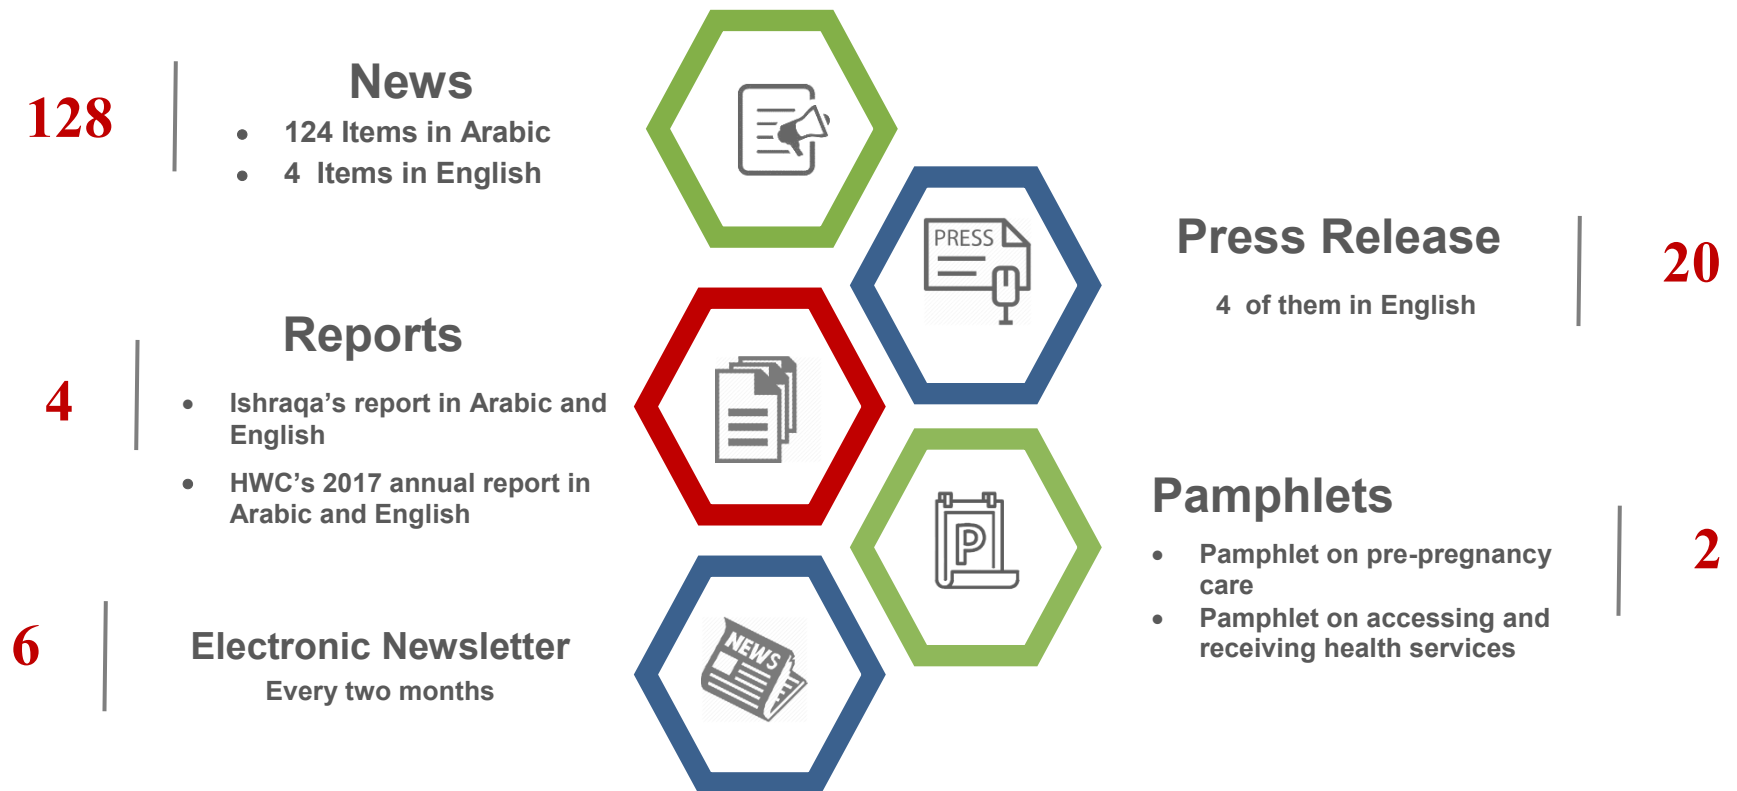 128
News
• 124 Items in Arabic
• 4 Items in English
PRESS
Press Release
4 of them in English
20
4
Reports
• Ishraqa’s report in Arabic and
English
• HWC’s 2017 annual report in
Arabic and English
P
Pamphlets
• Pamphlet on pre-pregnancy
care
• Pamphlet on accessing and
receiving health services
2
6
Electronic Newsletter
Every two months
NEWS